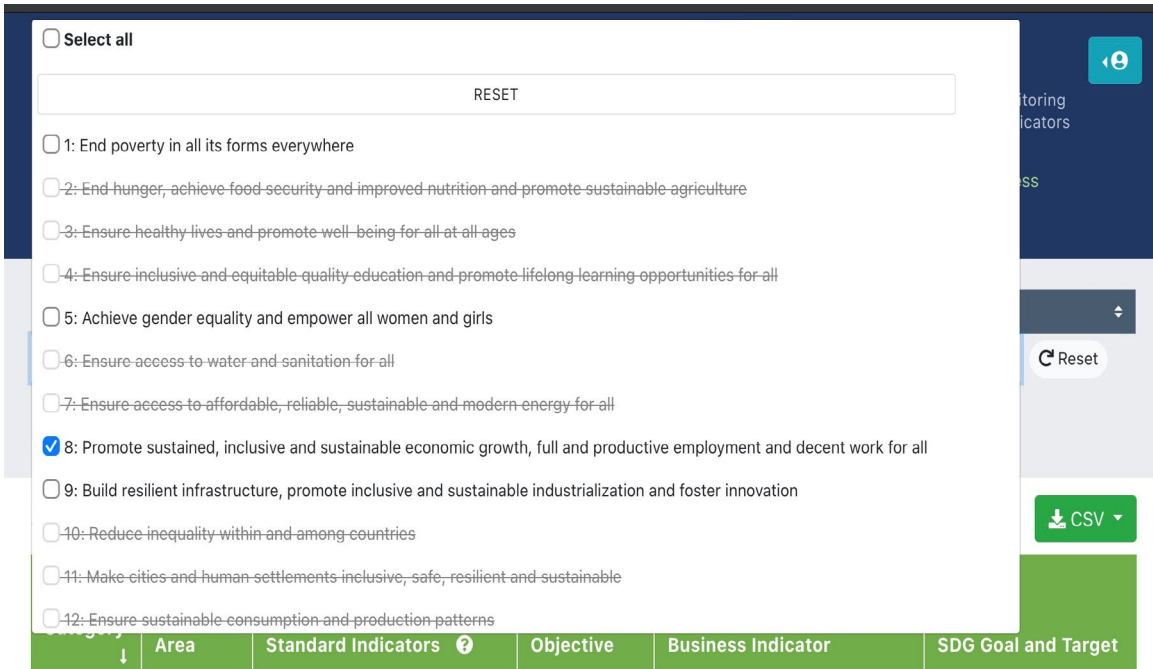 Select all
RESET
itoring
icators
1: End poverty in all its forms everywhere
2: End hunger, achieve food security and improved nutrition and promote sustainable agriculture
ss
3: Ensure healthy lives and promote well-being for all at all ages
4: Ensure inclusive and equitable quality education and promote lifelong learning opportunities for all
5: Achieve gender equality and empower all women and girls
6: Ensure access to water and sanitation for all
Reset
7: Ensure access to affordable, reliable, sustainable and modern energy for all
8: Promote sustained, inclusive and sustainable economic growth, full and productive employment and decent work for all
9: Build resilient infrastructure, promote inclusive and sustainable industrialization and foster innovation
CSV
10: Reduce inequality within and among countries
11: Make cities and human settlements inclusive, safe, resilient and sustainable
12: Ensure sustainable consumption and production patterns
Category Area Standard Indicators ? Objective Business Indicator SDG Goal and Target